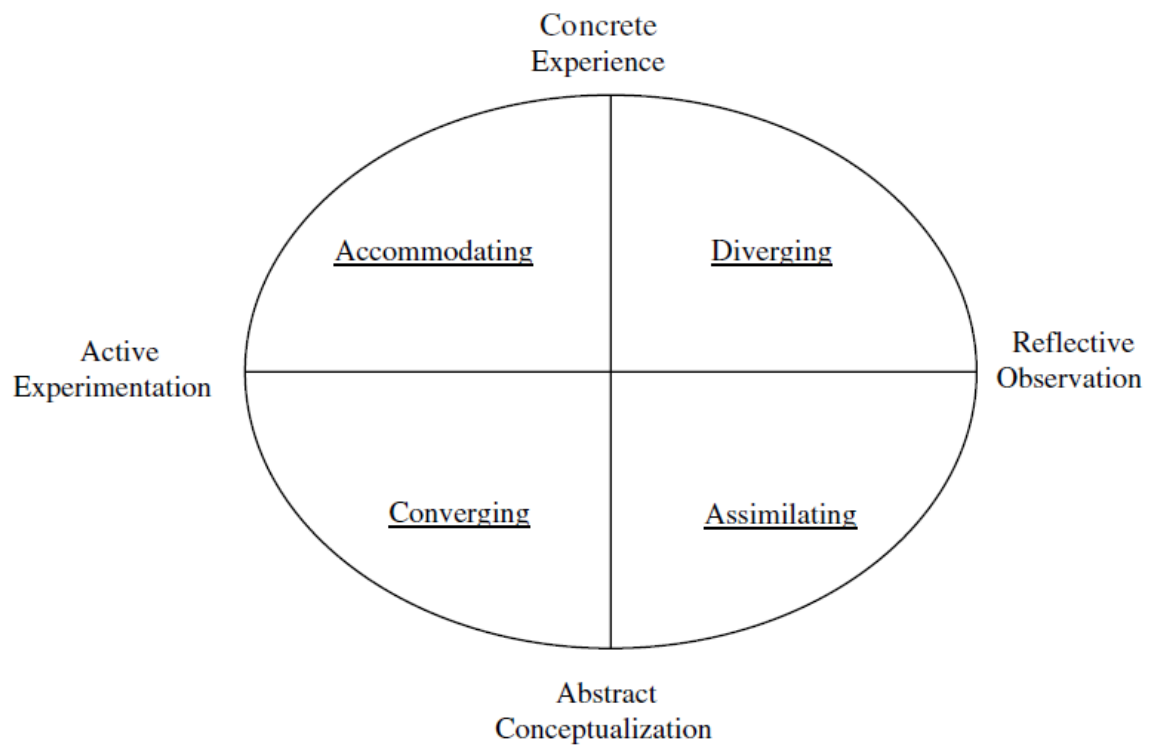 Concrete
Experience
Accommodating
Diverging
Active
Experimentation
Reflective
Observation
Converging
Assimilating
Abstract
Conceptualization